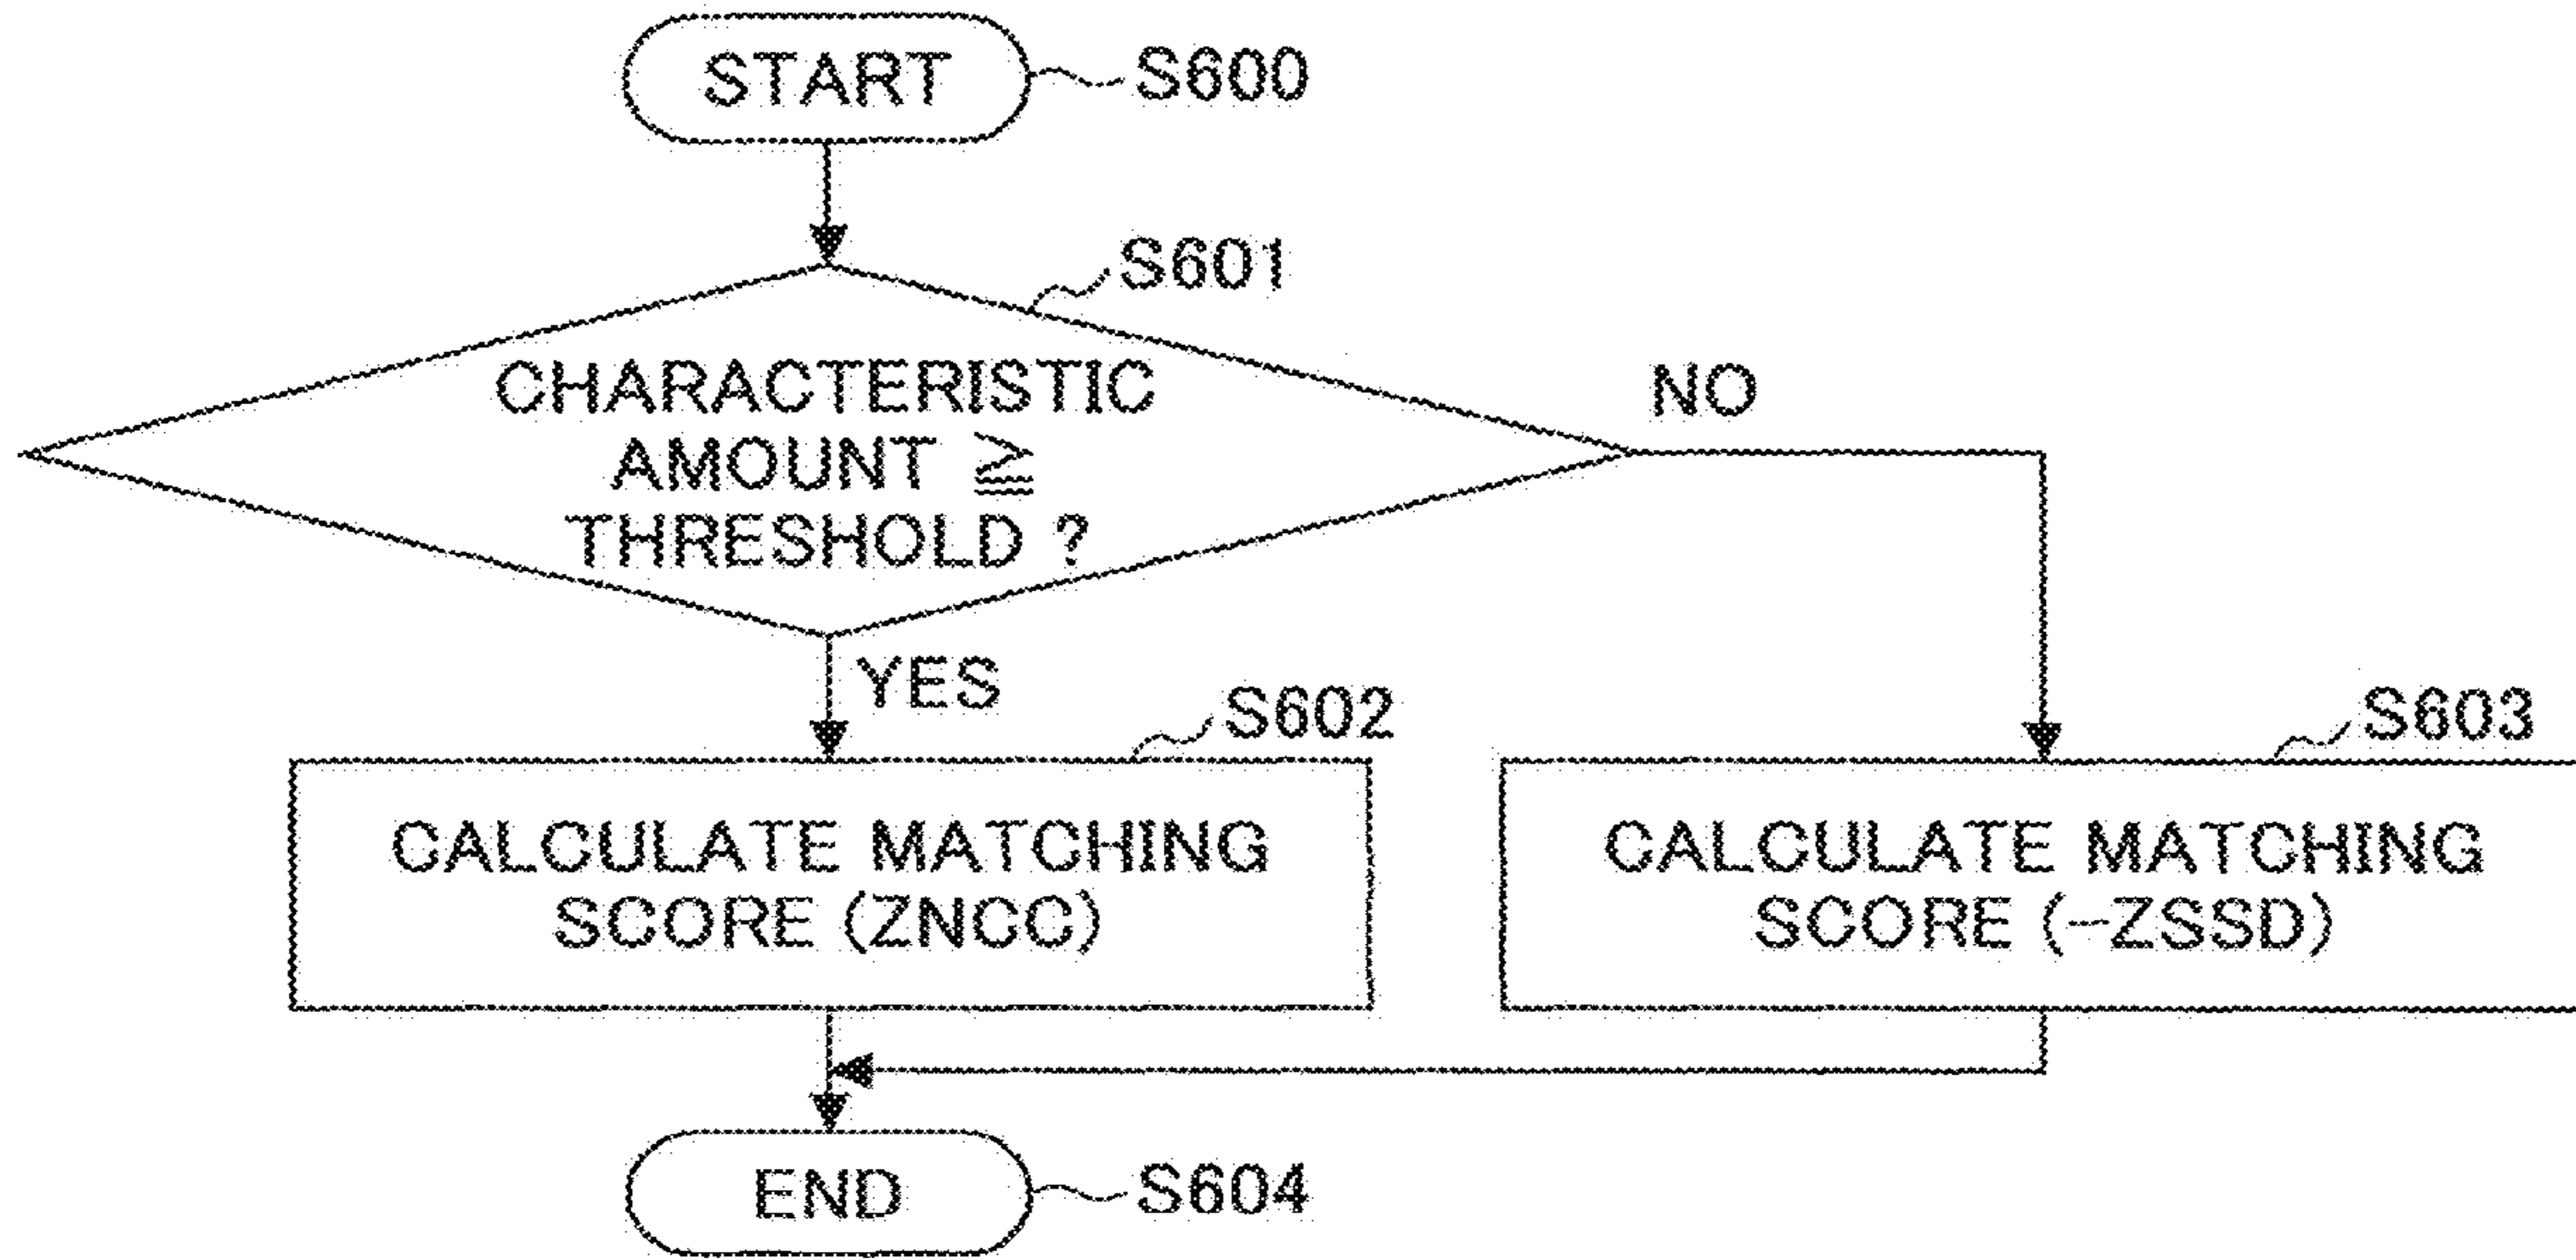 START
S600
S601
CHARACTERISTIC
AMOUNT ≧
THRESHOLD ?
NO
YES
S602
CALCULATE MATCHING
SCORE (ZNCC)
S603
CALCULATE MATCHING
SCORE (-ZSSD)
END
S604